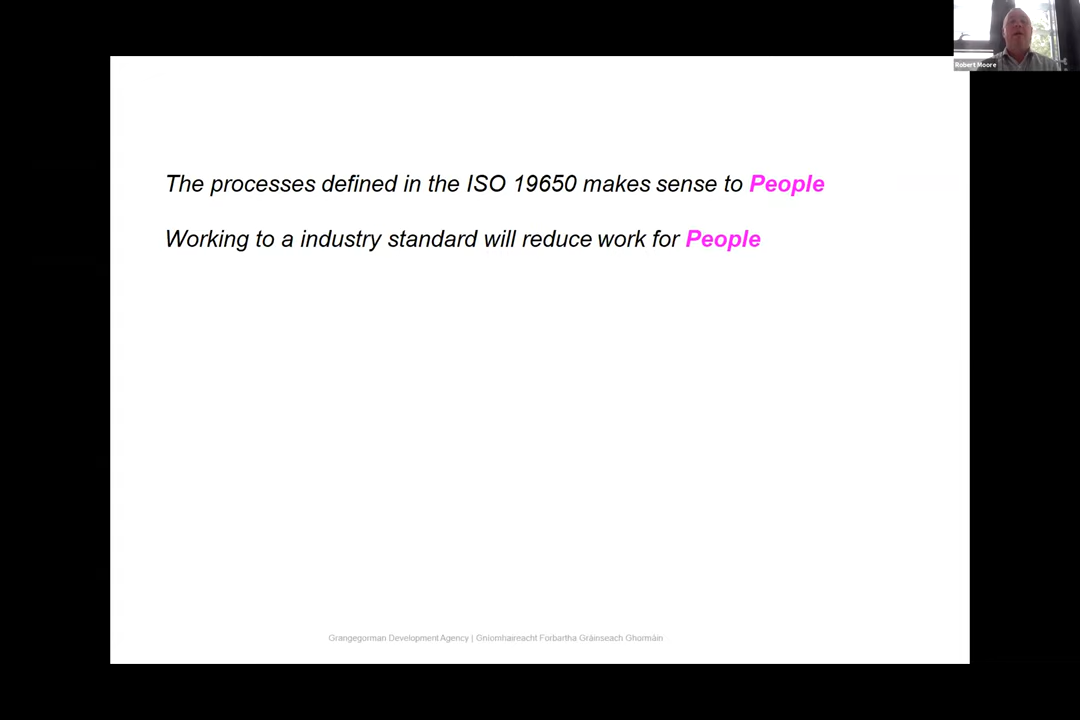 Robert Moore
The processes defined in the ISO 19650 makes sense to People
Working to a industry standard will reduce work for People
Grangegorman Development Agency | Gníomhaireacht Forbartha Ghráinseach Ghormáin